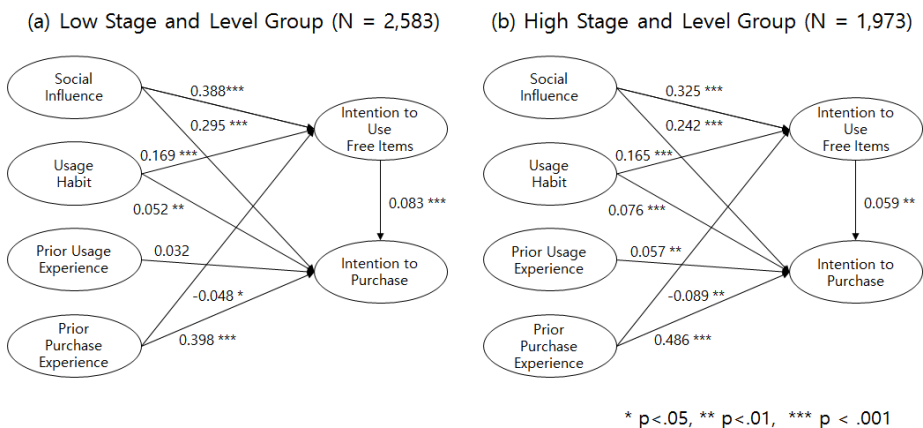 (a) Low Stage and Level Group (N = 2,583)
Social
Influence
0.388***
0.295 ***
Intention to
Use
Free Items
Usage
Habit
0.169 ***
0.052 **
0.083 ***
Prior Usage
Experience
0.032
Intention to
Purchase
-0.048 *
Prior
Purchase
Experience
0.398 ***
(b) High Stage and Level Group (N = 1,973)
Social
Influence
0.325 ***
0.242 ***
Intention to
Use
Free Items
Usage
Habit
0.165 ***
0.076 ***
0.059 **
Prior Usage
Experience
0.057 **
Intention to
Purchase
-0.089 **
Prior
Purchase
Experience
0.486 ***
* p<.05, ** p<.01, *** p < .001